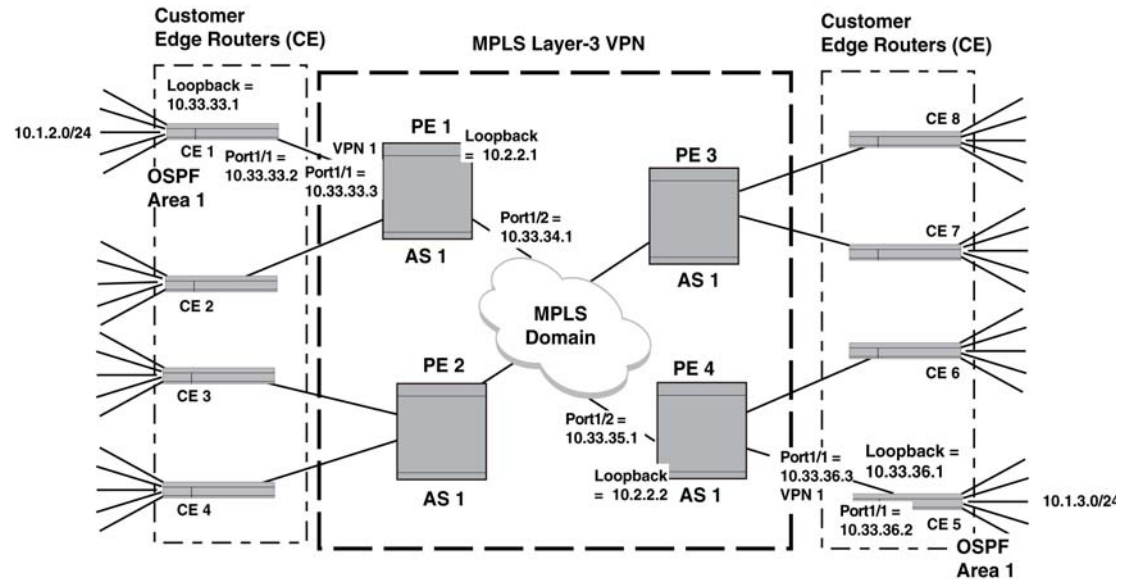 Customer
Edge Routers (CE)
MPLS Layer-3 VPN
Customer
Edge Routers (CE)
Loopback =
10.33.33.1
10.1.2.0/24
CE 1
Port1/1 =
10.33.33.2
OSPF
Area 1
VPN 1
Port1/1 =
10.33.33.3
PE 1
Loopback
= 10.2.2.1
AS 1
Port1/2 =
10.33.34.1
PE 3
AS 1
CE 8
CE 7
CE 2
MPLS
Domain
CE 3
PE 2
AS 1
CE 4
PE 4
Port1/2 =
10.33.35.1
Loopback
= 10.2.2.2
AS 1
CE 6
Port1/1 =
10.33.36.3
VPN 1
Loopback =
10.33.36.1
Port1/1 =
10.33.36.2
CE 5
10.1.3.0/24
OSPF
Area 1